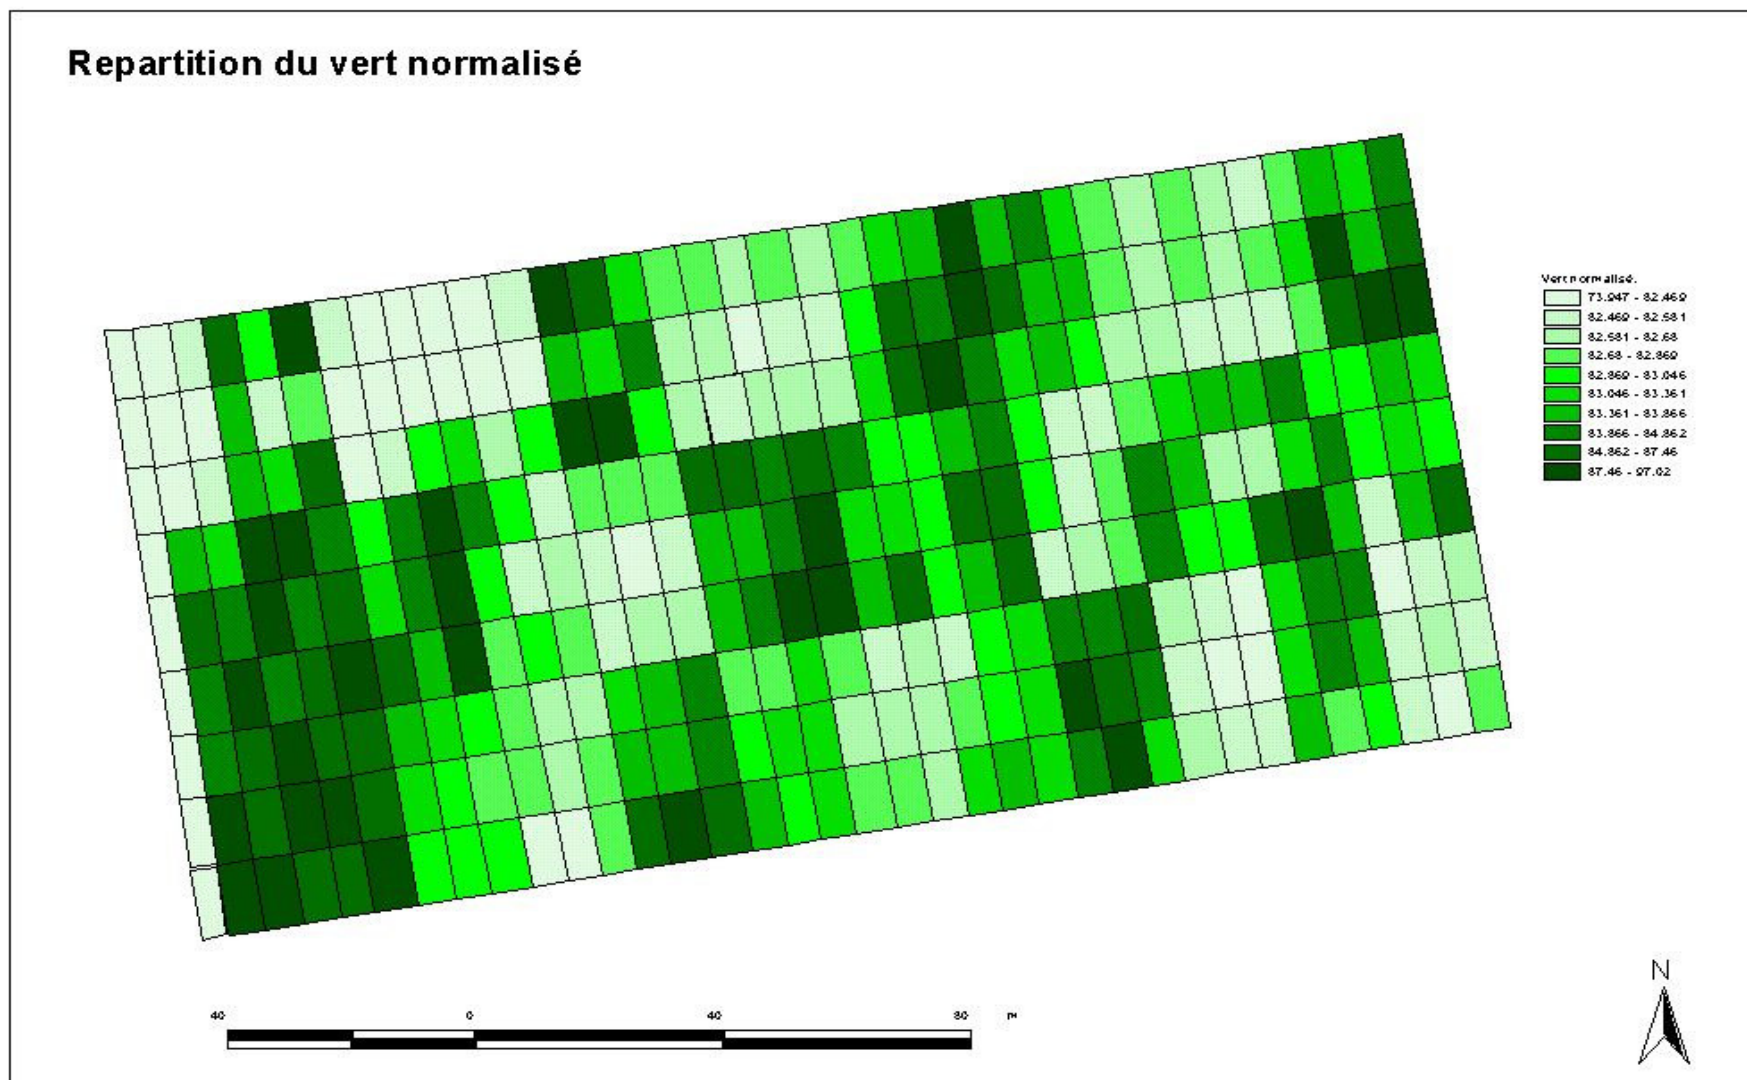 Repartition du vert normalisé
Vert normalisé.
73.947 - 82.469
82.469 - 82.581
82.581 - 82.68
82.68 - 82.869
82.869 - 83.046
83.046 - 83.361
83.361 - 83.866
83.866 - 84.862
84.862 - 87.46
87.46 - 97.02
N
40 0 40 80